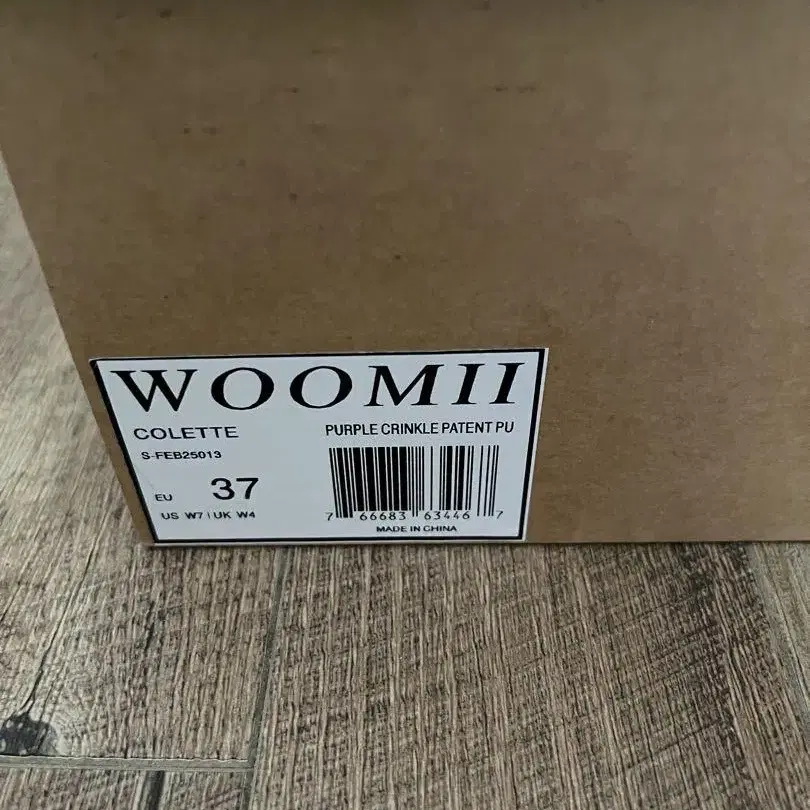 WOOMII
COLETTE
PURPLE CRINKLE PATENT PU
S-FEB25013
EU 37
US W7 | UK W4
7 66683 63446 7
MADE IN CHINA